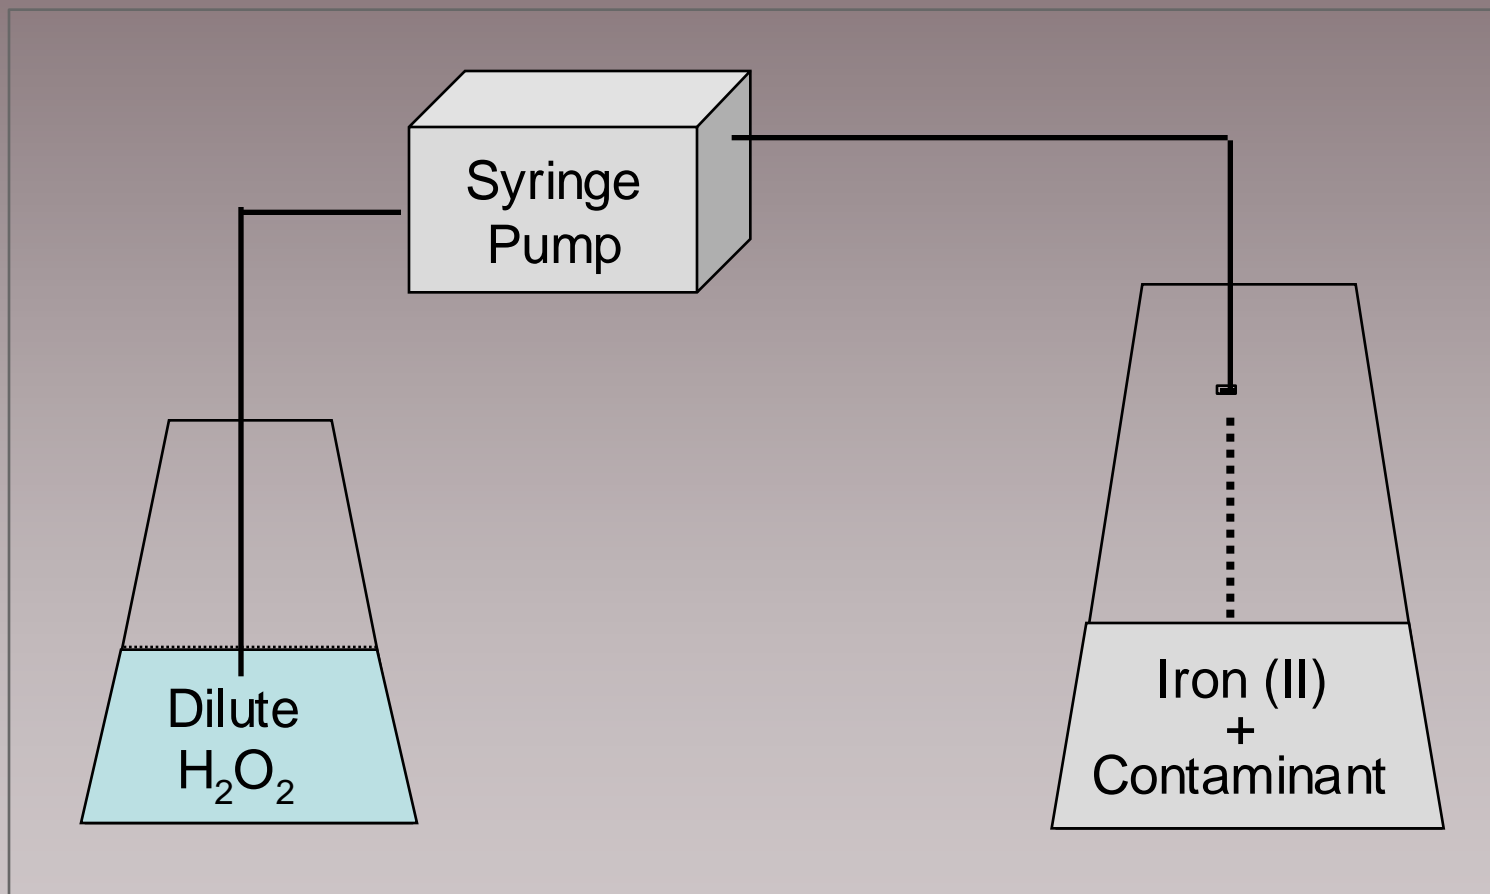 Syringe
Pump
Dilute
H₂O₂
Iron (II)
+
Contaminant